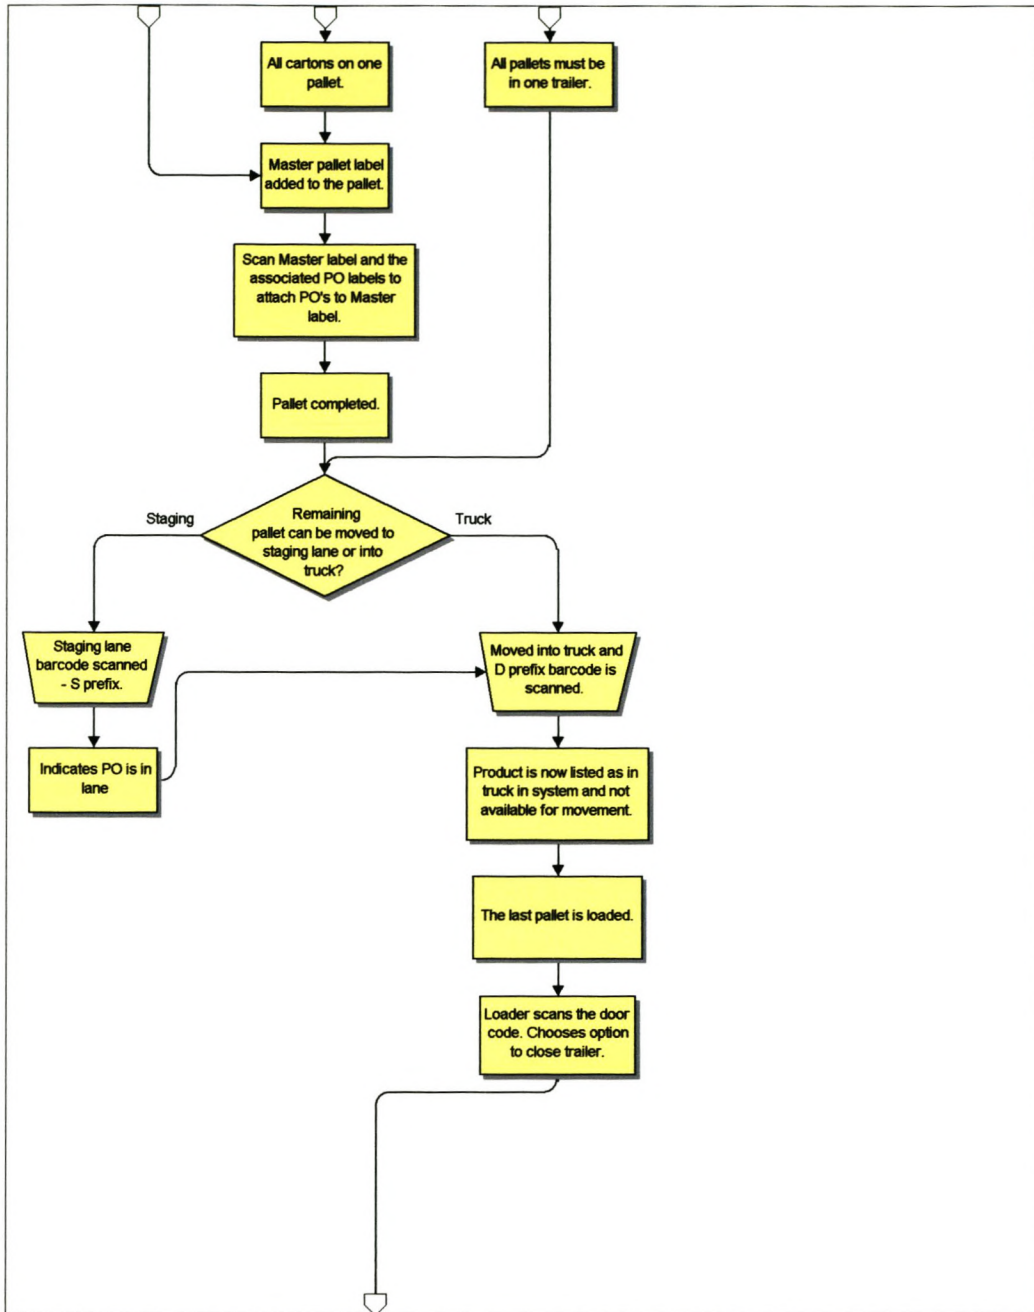 All cartons on one
pallet.
All pallets must be
in one trailer.
Master pallet label
added to the pallet.
Scan Master label and the
associated PO labels to
attach PO's to Master
label.
Pallet completed.
Remaining
pallet can be moved to
staging lane or into
truck?
Staging
Truck
Staging lane
barcode scanned
- S prefix.
Moved into truck and
D prefix barcode is
scanned.
Indicates PO is in
lane
Product is now listed as in
truck in system and not
available for movement.
The last pallet is loaded.
Loader scans the door
code. Chooses option
to close trailer.